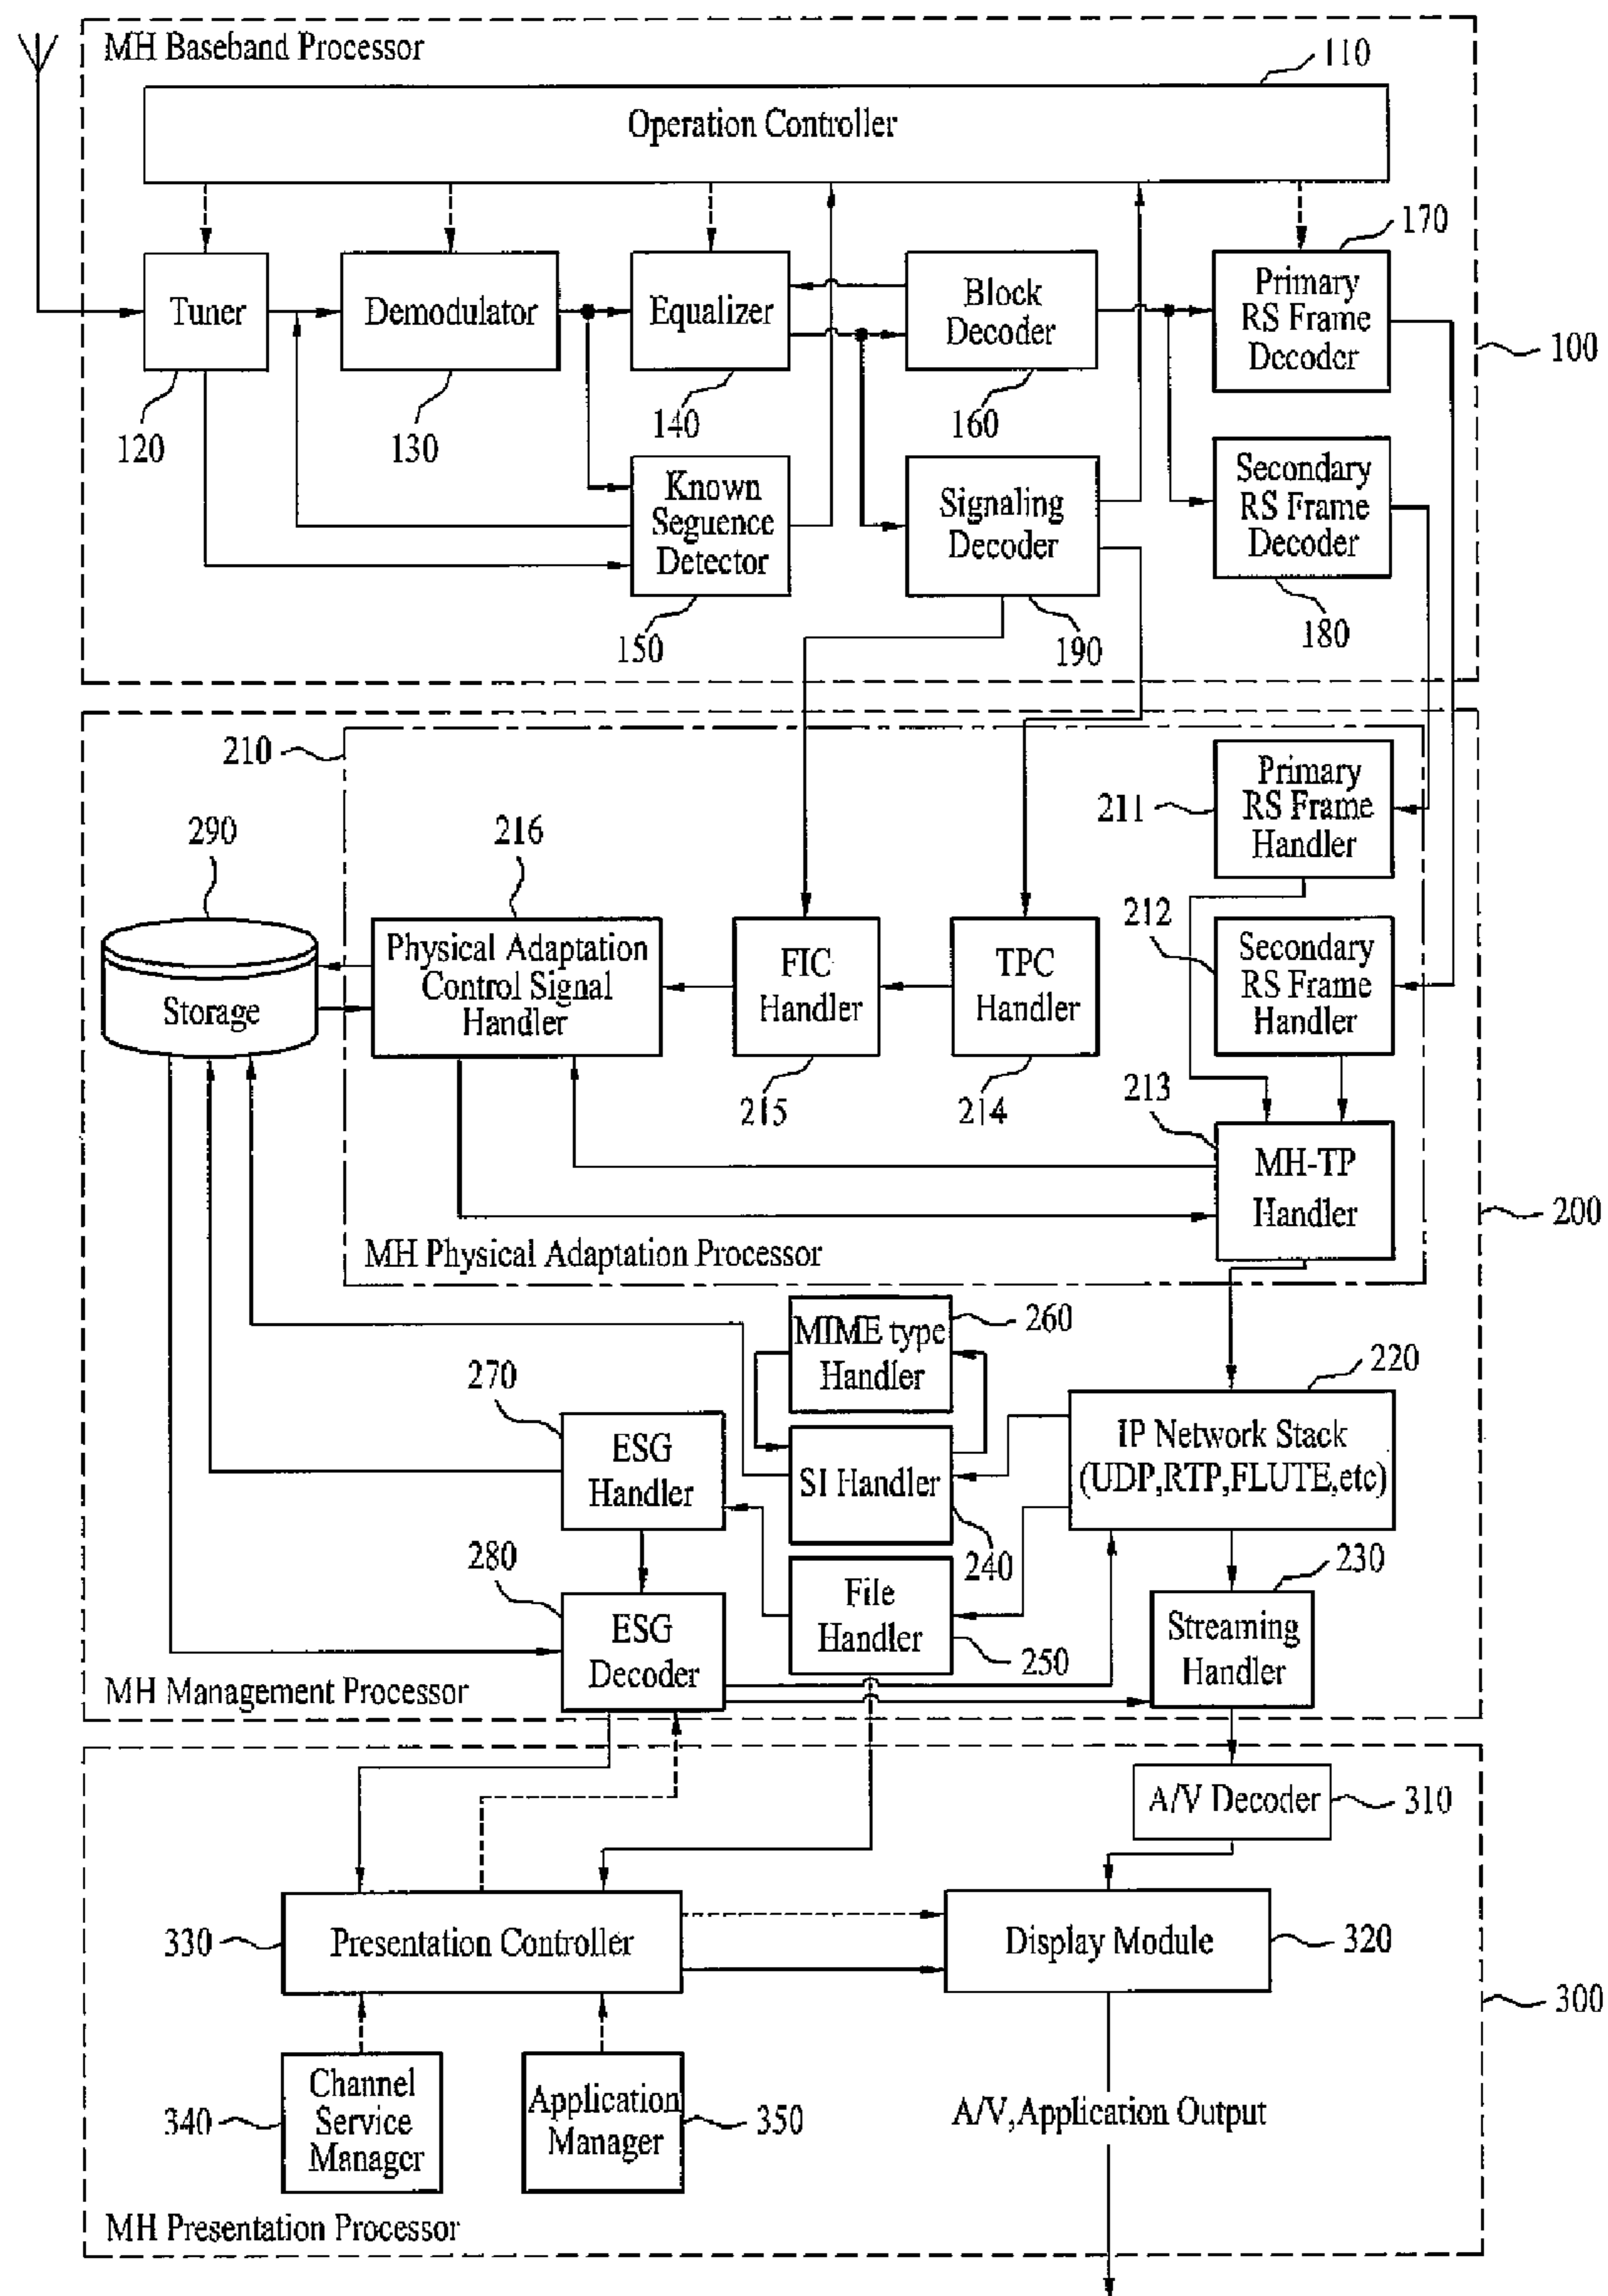 MH Baseband Processor
110
Operation Controller
170
Tuner
Demodulator
Equalizer
Block
Decoder
Primary
RS Frame
Decoder
100
120
130
140
160
Known
Seguence
Detector
Signaling
Decoder
Secondary
RS Frame
Decoder
150
190
180
210
Primary
RS Frame
Handler
211
290
216
212
Storage
Physical Adaptation
Control Signal
Handler
FIC
Handler
TPC
Handler
Secondary
RS Frame
Handler
215
214
213
MH-TP
Handler
200
MH Physical Adaptation Processor
MIME type
Handler
260
270
220
ESG
Handler
SI Handler
IP Network Stack
(UDP,RTP,FLUTE,etc)
280
240
230
ESG
Decoder
File
Handler
250
Streaming
Handler
MH Management Processor
A/V Decoder
310
330
Presentation Controller
Display Module
320
300
340
Channel
Service
Manager
Application
Manager
350
A/V,Application Output
MH Presentation Processor